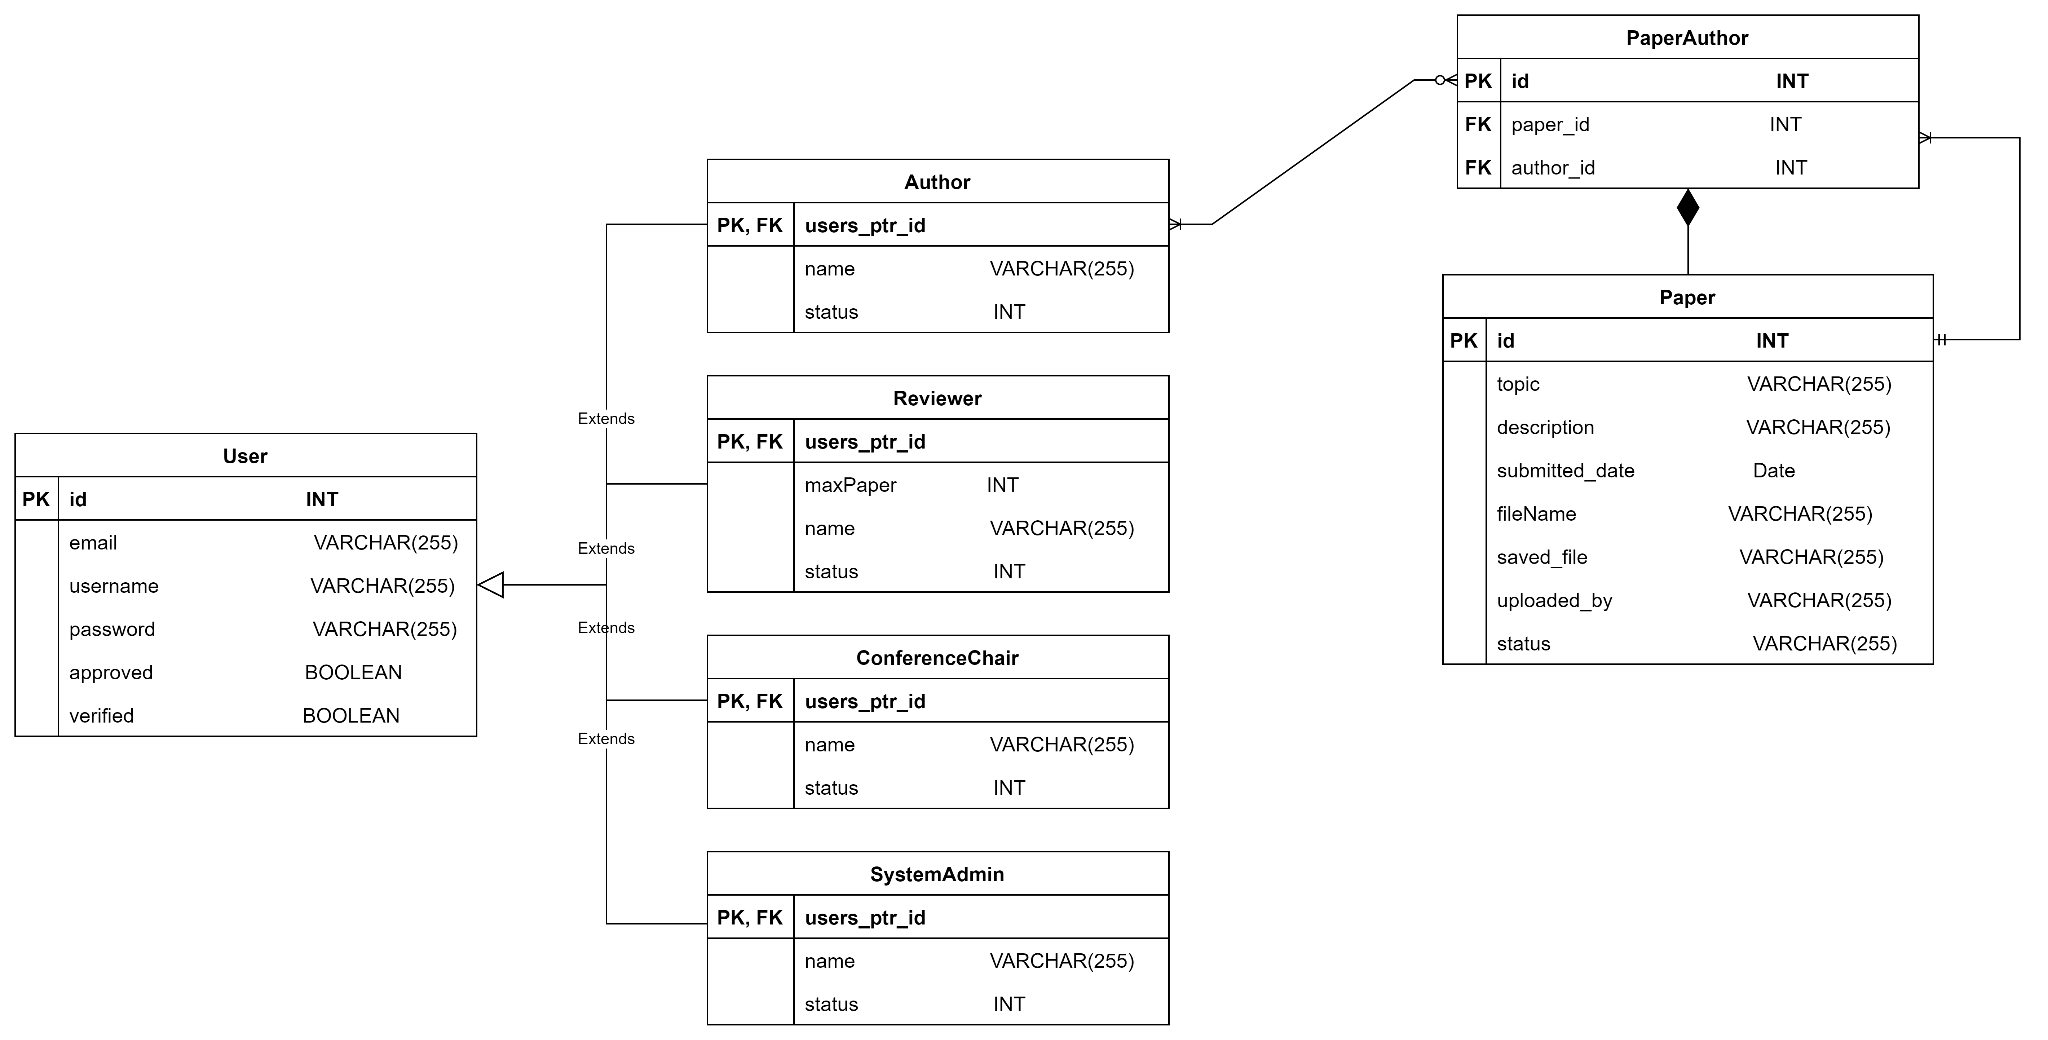 PaperAuthor
PK id INT
FK paper_id INT
FK author_id INT
Author
PK, FK users_ptr_id
name VARCHAR(255)
status INT
Paper
PK id INT
topic VARCHAR(255)
description VARCHAR(255)
submitted_date Date
fileName VARCHAR(255)
saved_file VARCHAR(255)
uploaded_by VARCHAR(255)
status VARCHAR(255)
Reviewer
PK, FK users_ptr_id
maxPaper INT
name VARCHAR(255)
status INT
Extends
Extends
Extends
Extends
User
PK id INT
email VARCHAR(255)
username VARCHAR(255)
password VARCHAR(255)
approved BOOLEAN
verified BOOLEAN
ConferenceChair
PK, FK users_ptr_id
name VARCHAR(255)
status INT
SystemAdmin
PK, FK users_ptr_id
name VARCHAR(255)
status INT